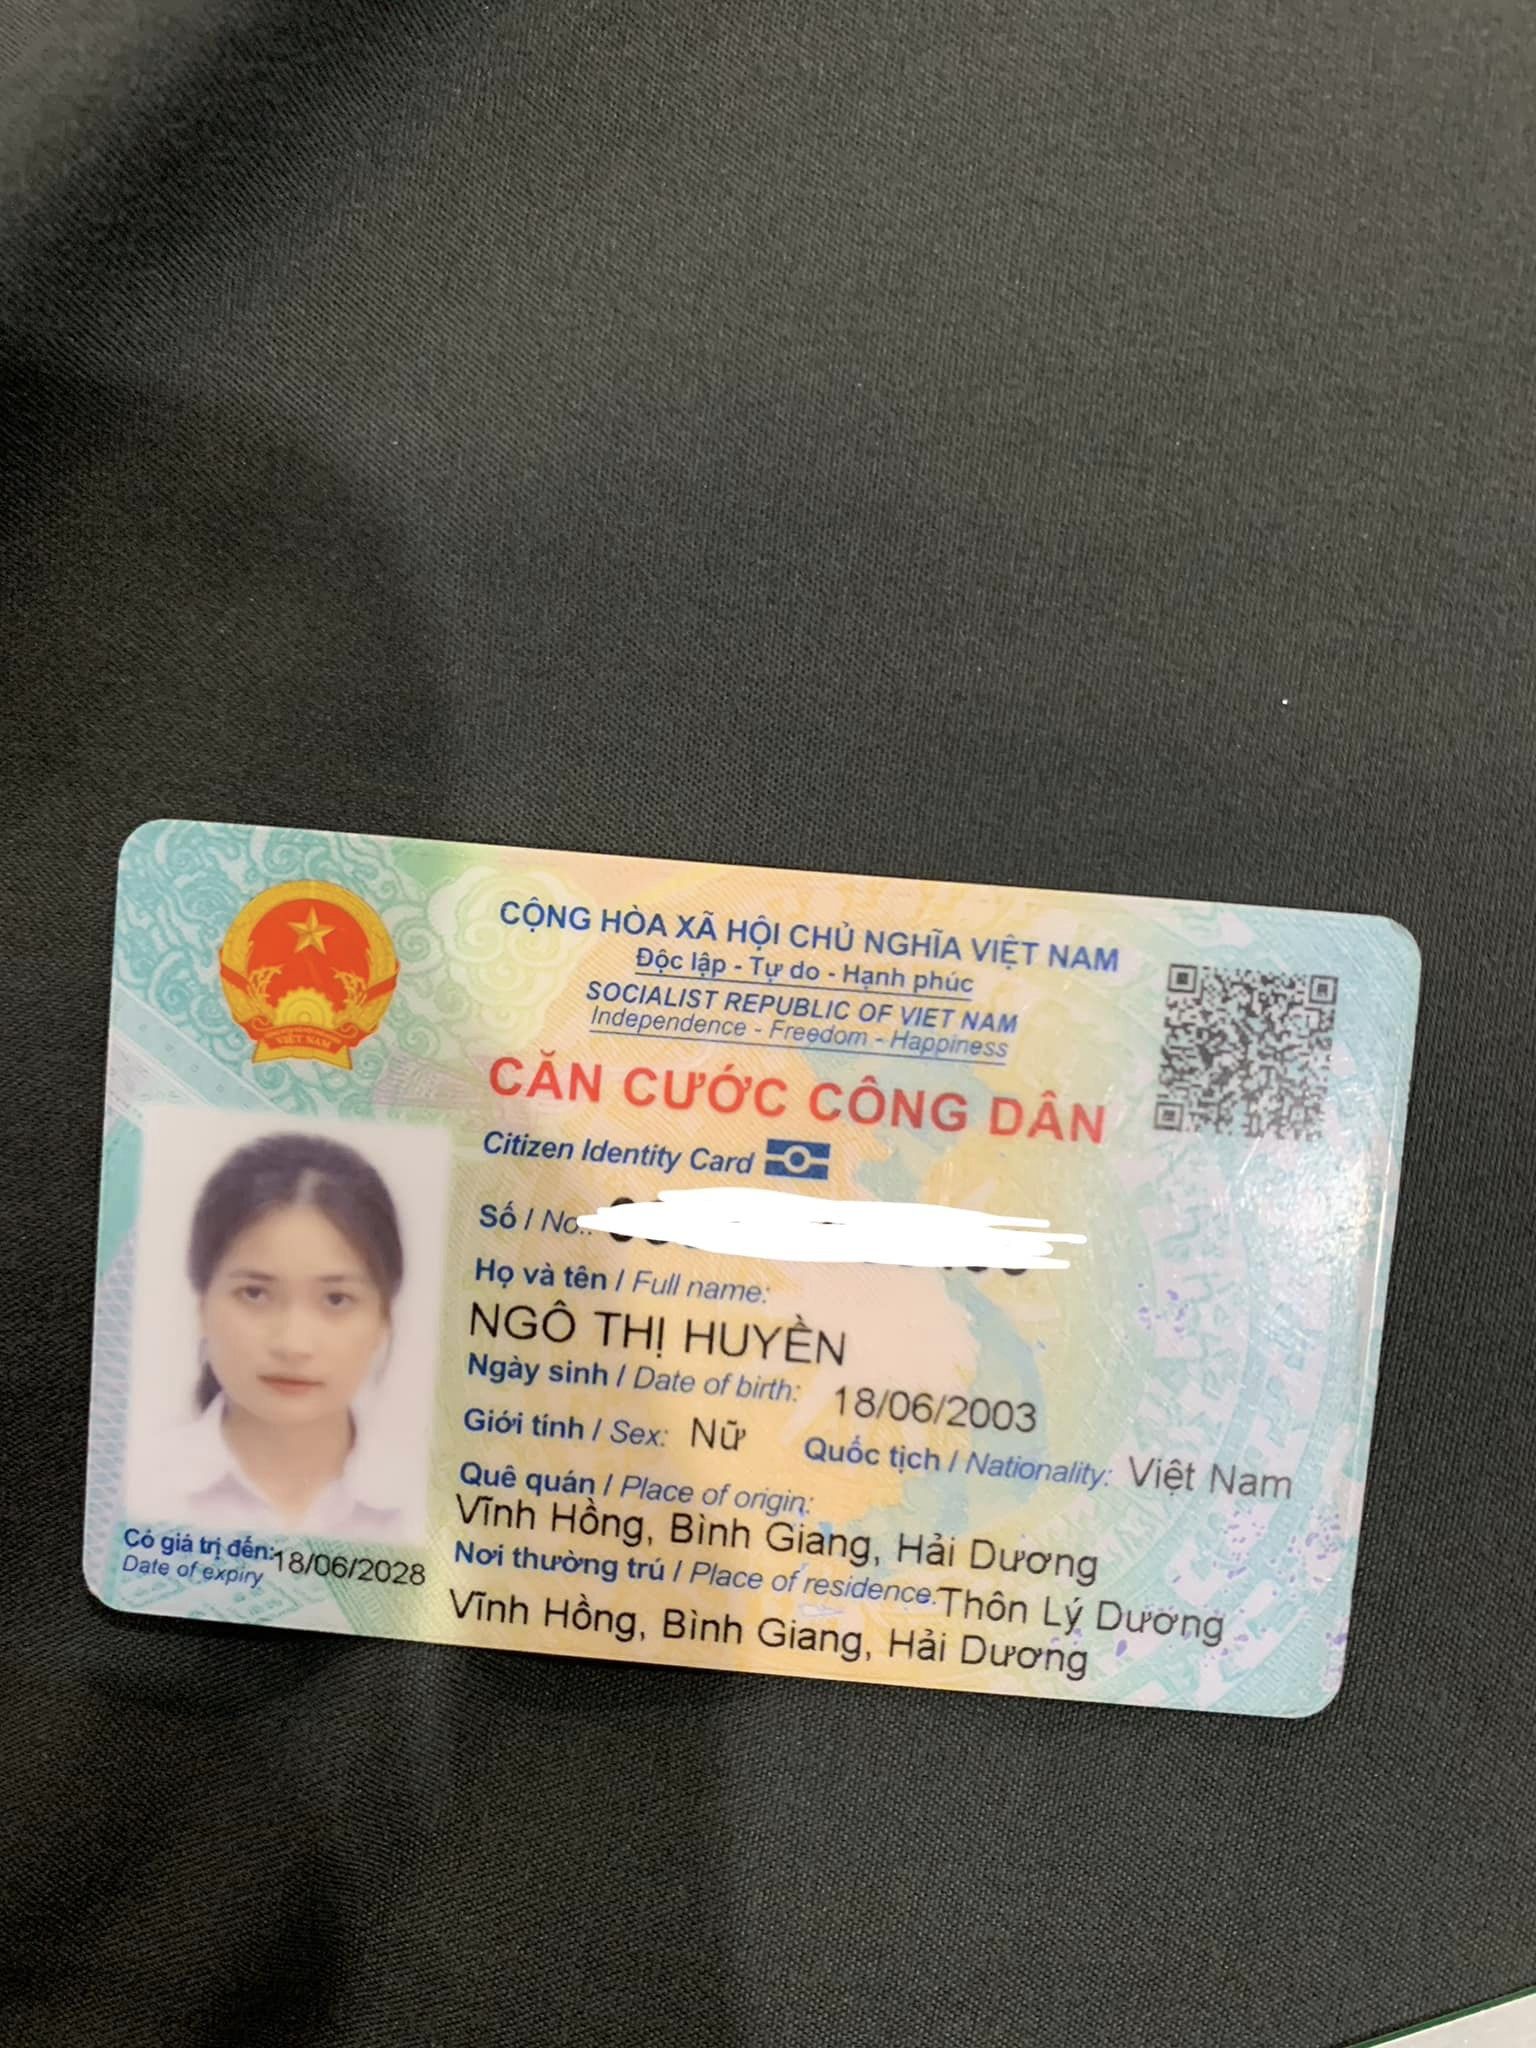 CỘNG HÒA XÃ HỘI CHỦ NGHĨA VIỆT NAM
Độc lập - Tự do - Hạnh phúc
SOCIALIST REPUBLIC OF VIET NAM
Independence - Freedom - Happiness
CĂN CƯỚC CÔNG DÂN
Citizen Identity Card
Số / No.:
Họ và tên / Full name:
NGÔ THỊ HUYỀN
Ngày sinh / Date of birth: 18/06/2003
Giới tính / Sex: Nữ Quốc tịch / Nationality: Việt Nam
Quê quán / Place of origin:
Vĩnh Hồng, Bình Giang, Hải Dương
Nơi thường trú / Place of residence: Thôn Lý Dương
Vĩnh Hồng, Bình Giang, Hải Dương
Có giá trị đến: 18/06/2028
Date of expiry
VIỆT NAM